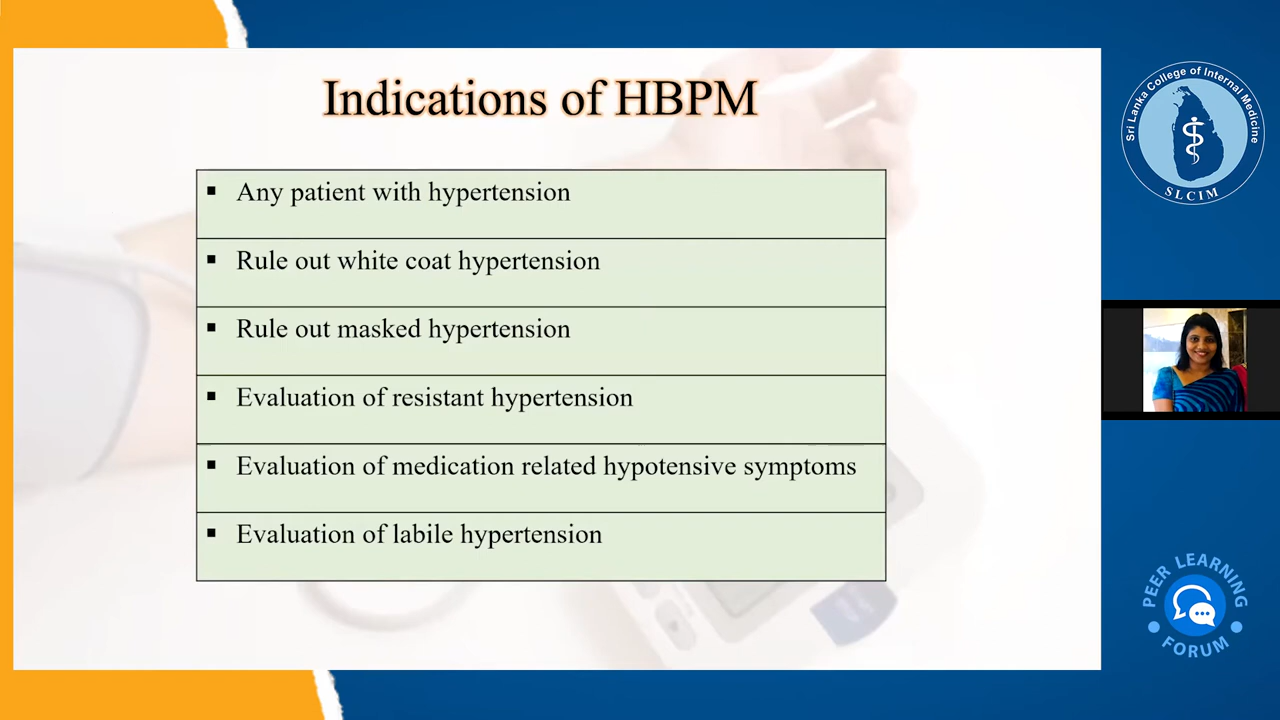 Indications of HBPM
▪ Any patient with hypertension
▪ Rule out white coat hypertension
▪ Rule out masked hypertension
▪ Evaluation of resistant hypertension
▪ Evaluation of medication related hypotensive symptoms
▪ Evaluation of labile hypertension
Sri Lanka College of Internal Medicine
SLCIM
PEER LEARNING
FORUM